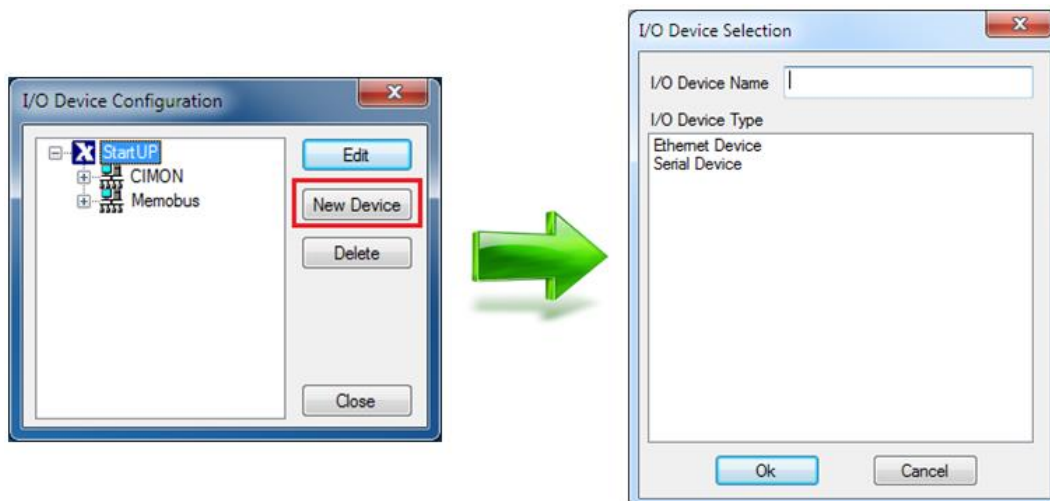 I/O Device Configuration
StartUP
CIMON
Memobus
Edit
New Device
Delete
Close
I/O Device Selection
I/O Device Name
I/O Device Type
Ethernet Device
Serial Device
Ok
Cancel